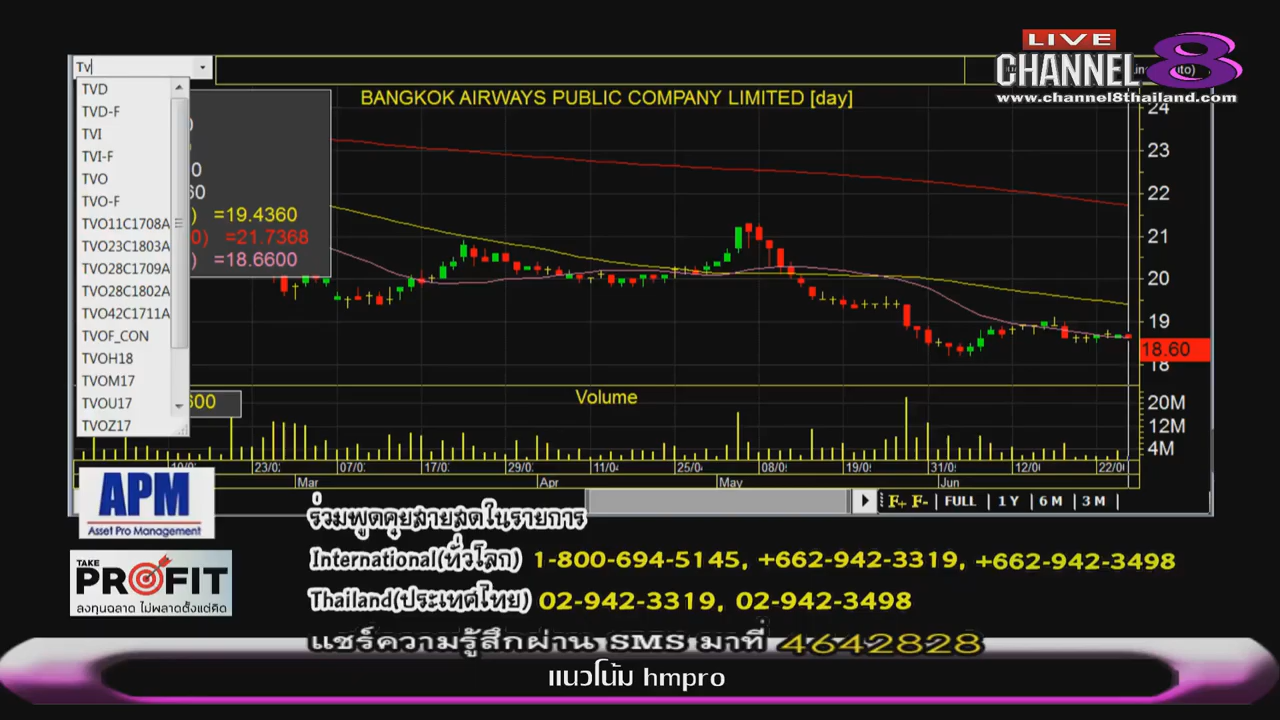 LIVE
CHANNEL 8
www.channel8thailand.com
Tv
TVD
TVD-F
TVI
TVI-F
TVO
TVO-F
TVO11C1708A
TVO23C1803A
TVO28C1709A
TVO28C1802A
TVO42C1711A
TVOF_CON
TVOH18
TVOM17
TVOU17
TVOZ17
BANGKOK AIRWAYS PUBLIC COMPANY LIMITED [day]
=19.4360
=21.7368
=18.6600
24
23
22
21
20
19
18.60
18
Volume
20M
12M
4M
23/0
07/0
17/0
29/0
11/0
25/0
08/0
19/0
31/0
12/0
22/0
Mar
Apr
May
Jun
F+ F- | FULL | 1 Y | 6 M | 3 M |
APM
Asset Pro Management
TAKE
PROFIT
ลงทุนฉลาด ไม่พลาดตั้งแต่คิด
ร่วมพูดคุยสายสดในรายการ
International(ทั่วโลก) 1-800-694-5145, +662-942-3319, +662-942-3498
Thailand(ประเทศไทย) 02-942-3319, 02-942-3498
แชร์ความรู้สึกผ่าน SMS มาที่ 4642828
แนวโน้ม hmpro